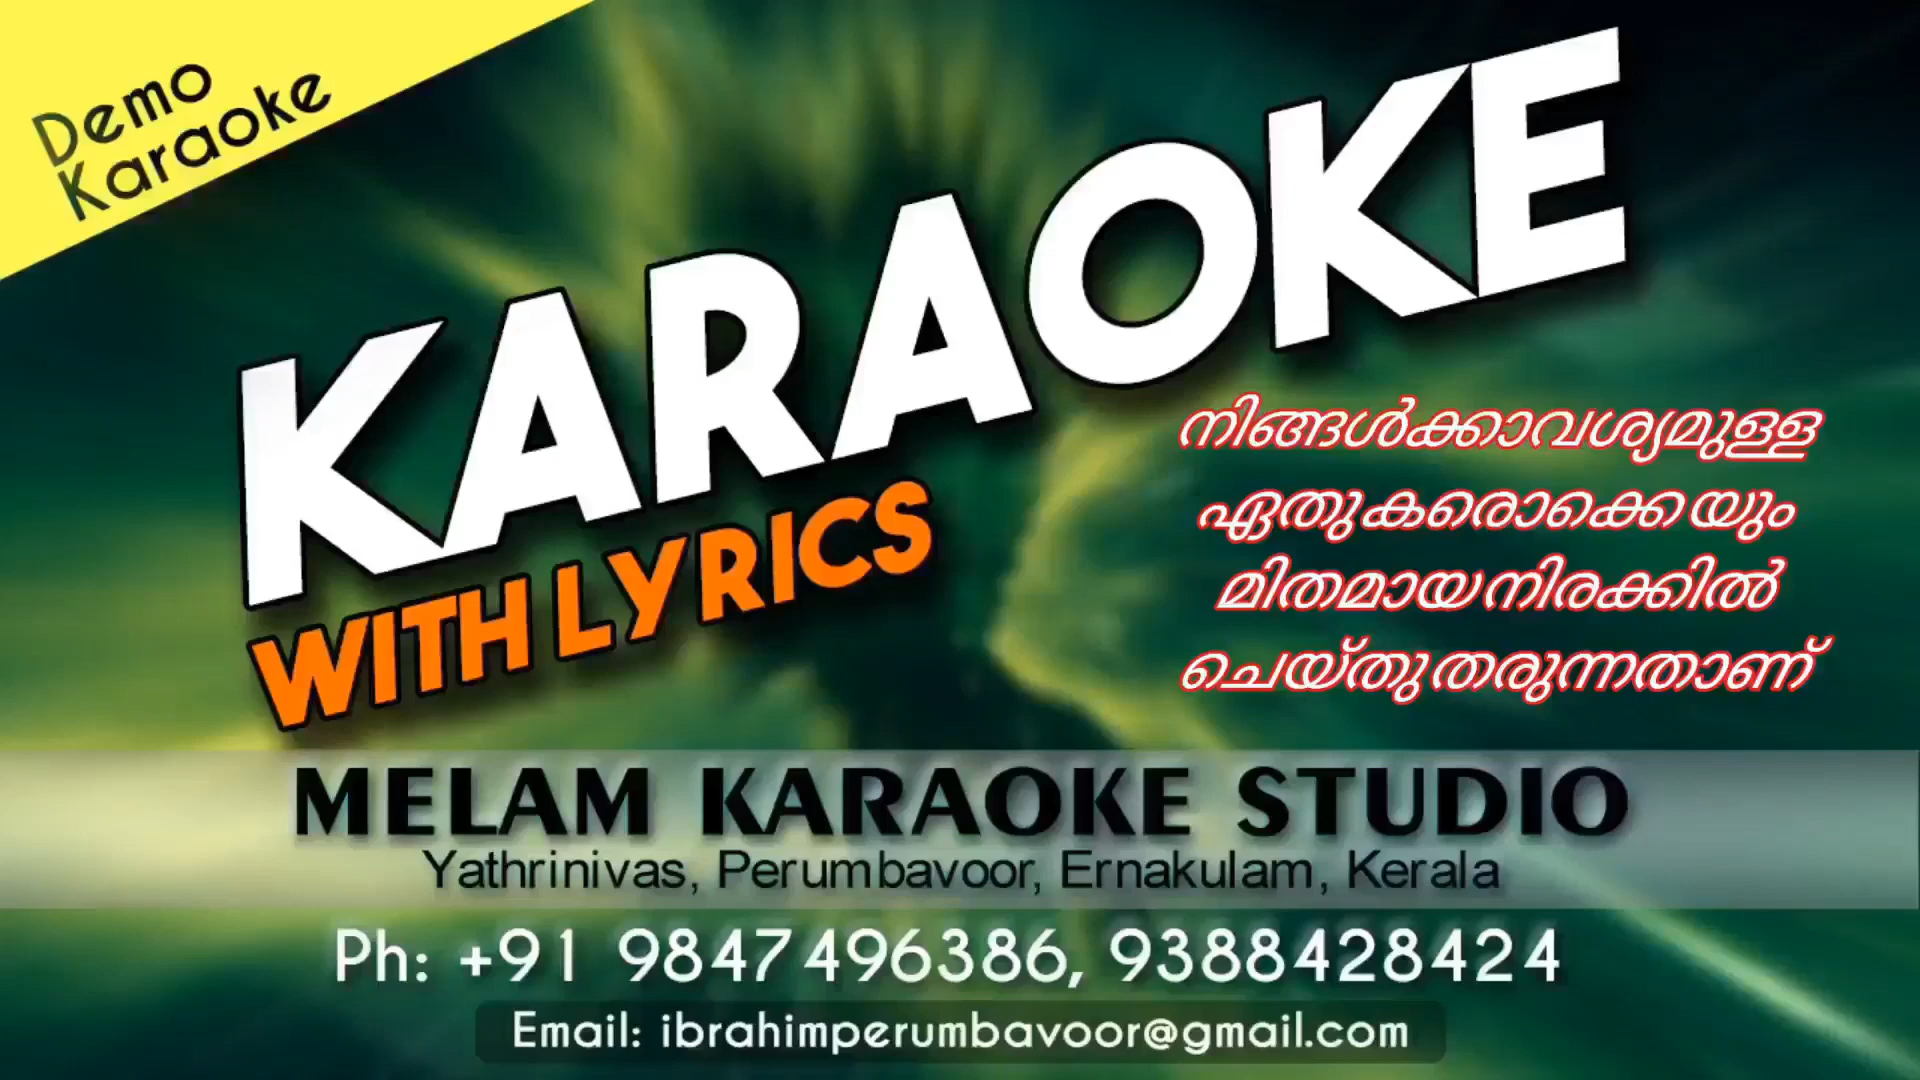 Demo
Karaoke
KARAOKE
WITH LYRICS
നിങ്ങൾക്കാവശ്യമുള്ള
ഏതു കരൊക്കെയും
മിതമായ നിരക്കിൽ
ചെയ്തു തരുന്നതാണ്
MELAM KARAOKE STUDIO
Yathrinivas, Perumbavoor, Ernakulam, Kerala
Ph: +91 9847496386, 9388428424
Email: ibrahimperumbavoor@gmail.com